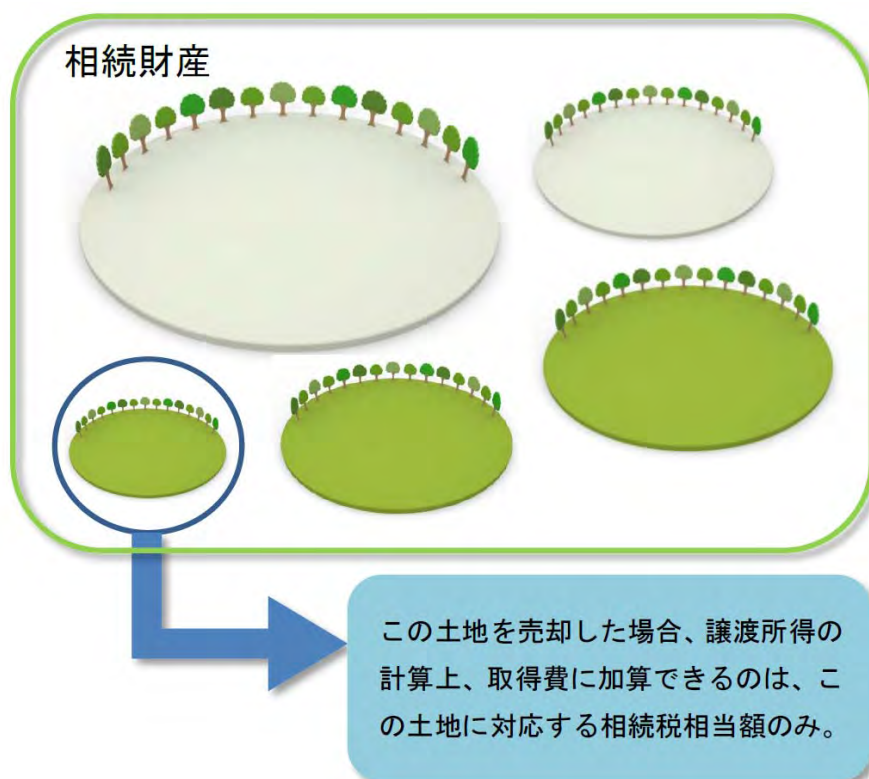 相続財産
この土地を売却した場合、譲渡所得の
計算上、取得費に加算できるのは、こ
の土地に対応する相続税相当額のみ。